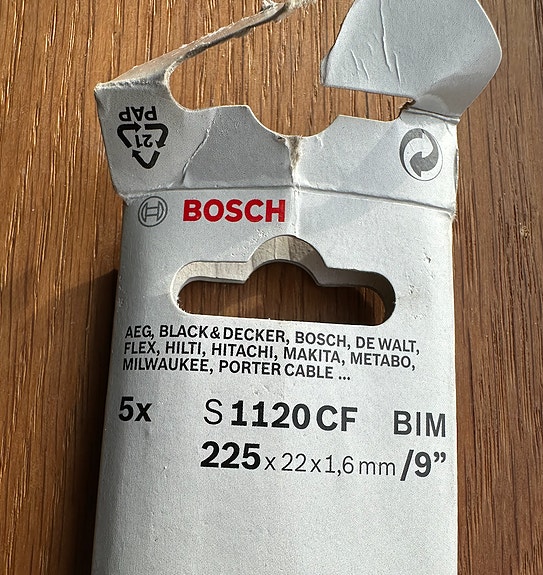 21
PAP
BOSCH
AEG, BLACK&DECKER, BOSCH, DE WALT,
FLEX, HILTI, HITACHI, MAKITA, METABO,
MILWAUKEE, PORTER CABLE ...
5x S 1120 CF BIM
225 x 22 x 1,6 mm /9”